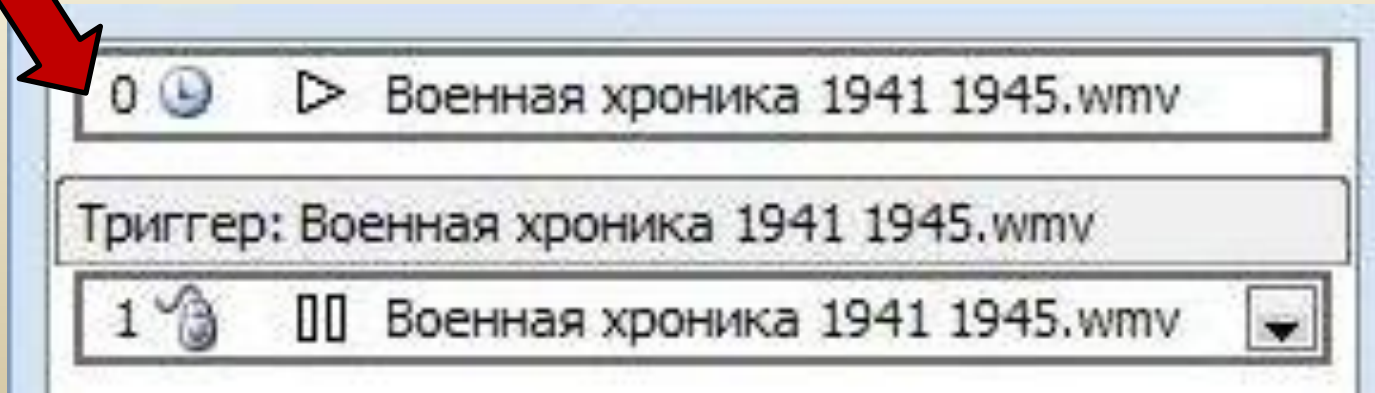 0 Военная хроника 1941 1945.wmv
Триггер: Военная хроника 1941 1945.wmv
1 Военная хроника 1941 1945.wmv